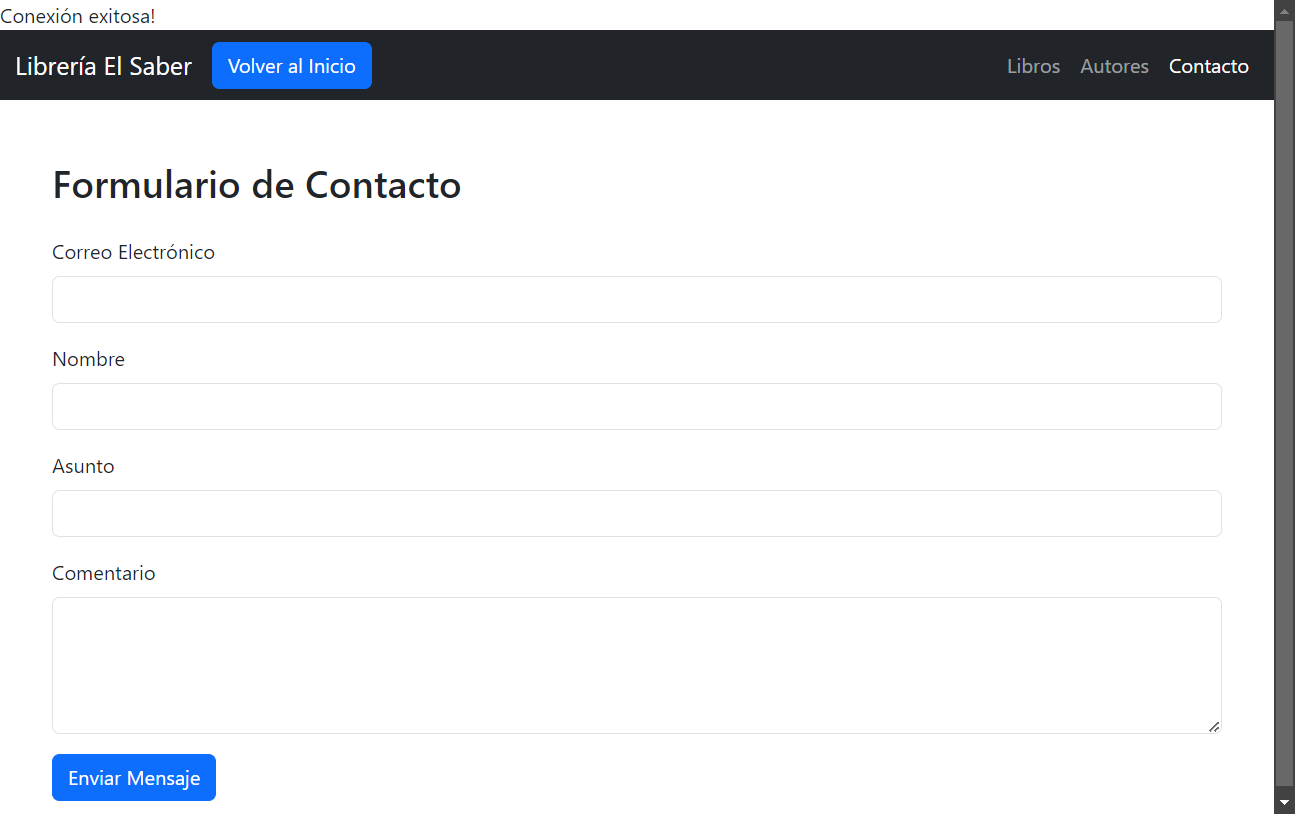 Conexión exitosa!
Librería El Saber Volver al Inicio Libros Autores Contacto
Formulario de Contacto
Correo Electrónico
Nombre
Asunto
Comentario
Enviar Mensaje